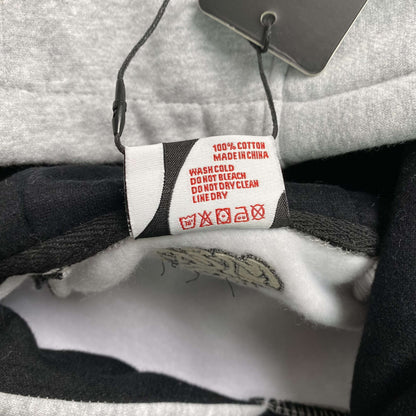 100% COTTON
MADE IN CHINA
WASH COLD
DO NOT BLEACH
DO NOT DRY CLEAN
LINE DRY